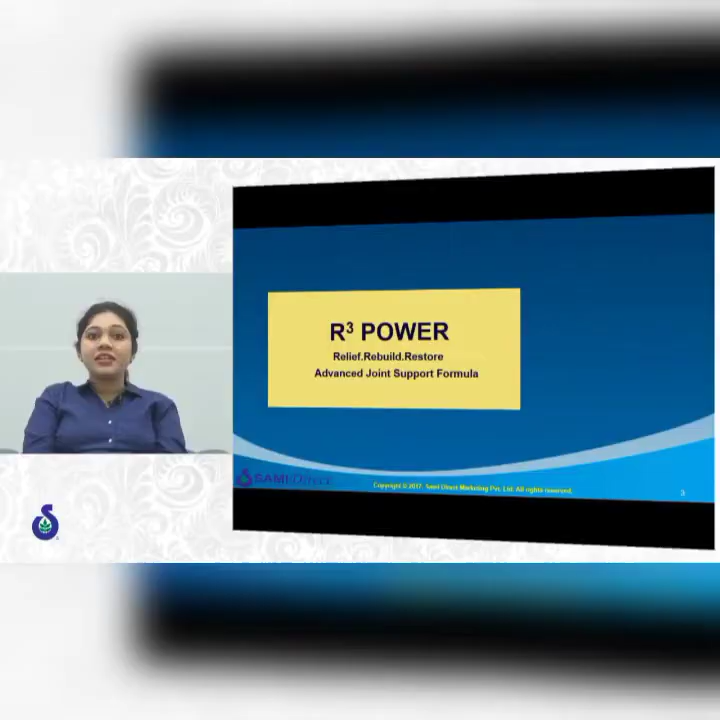 R³ POWER
Relief.Rebuild.Restore
Advanced Joint Support Formula
SAMI Direct
Copyright © 2017. Sami Direct Marketing Pvt. Ltd. All rights reserved.
3